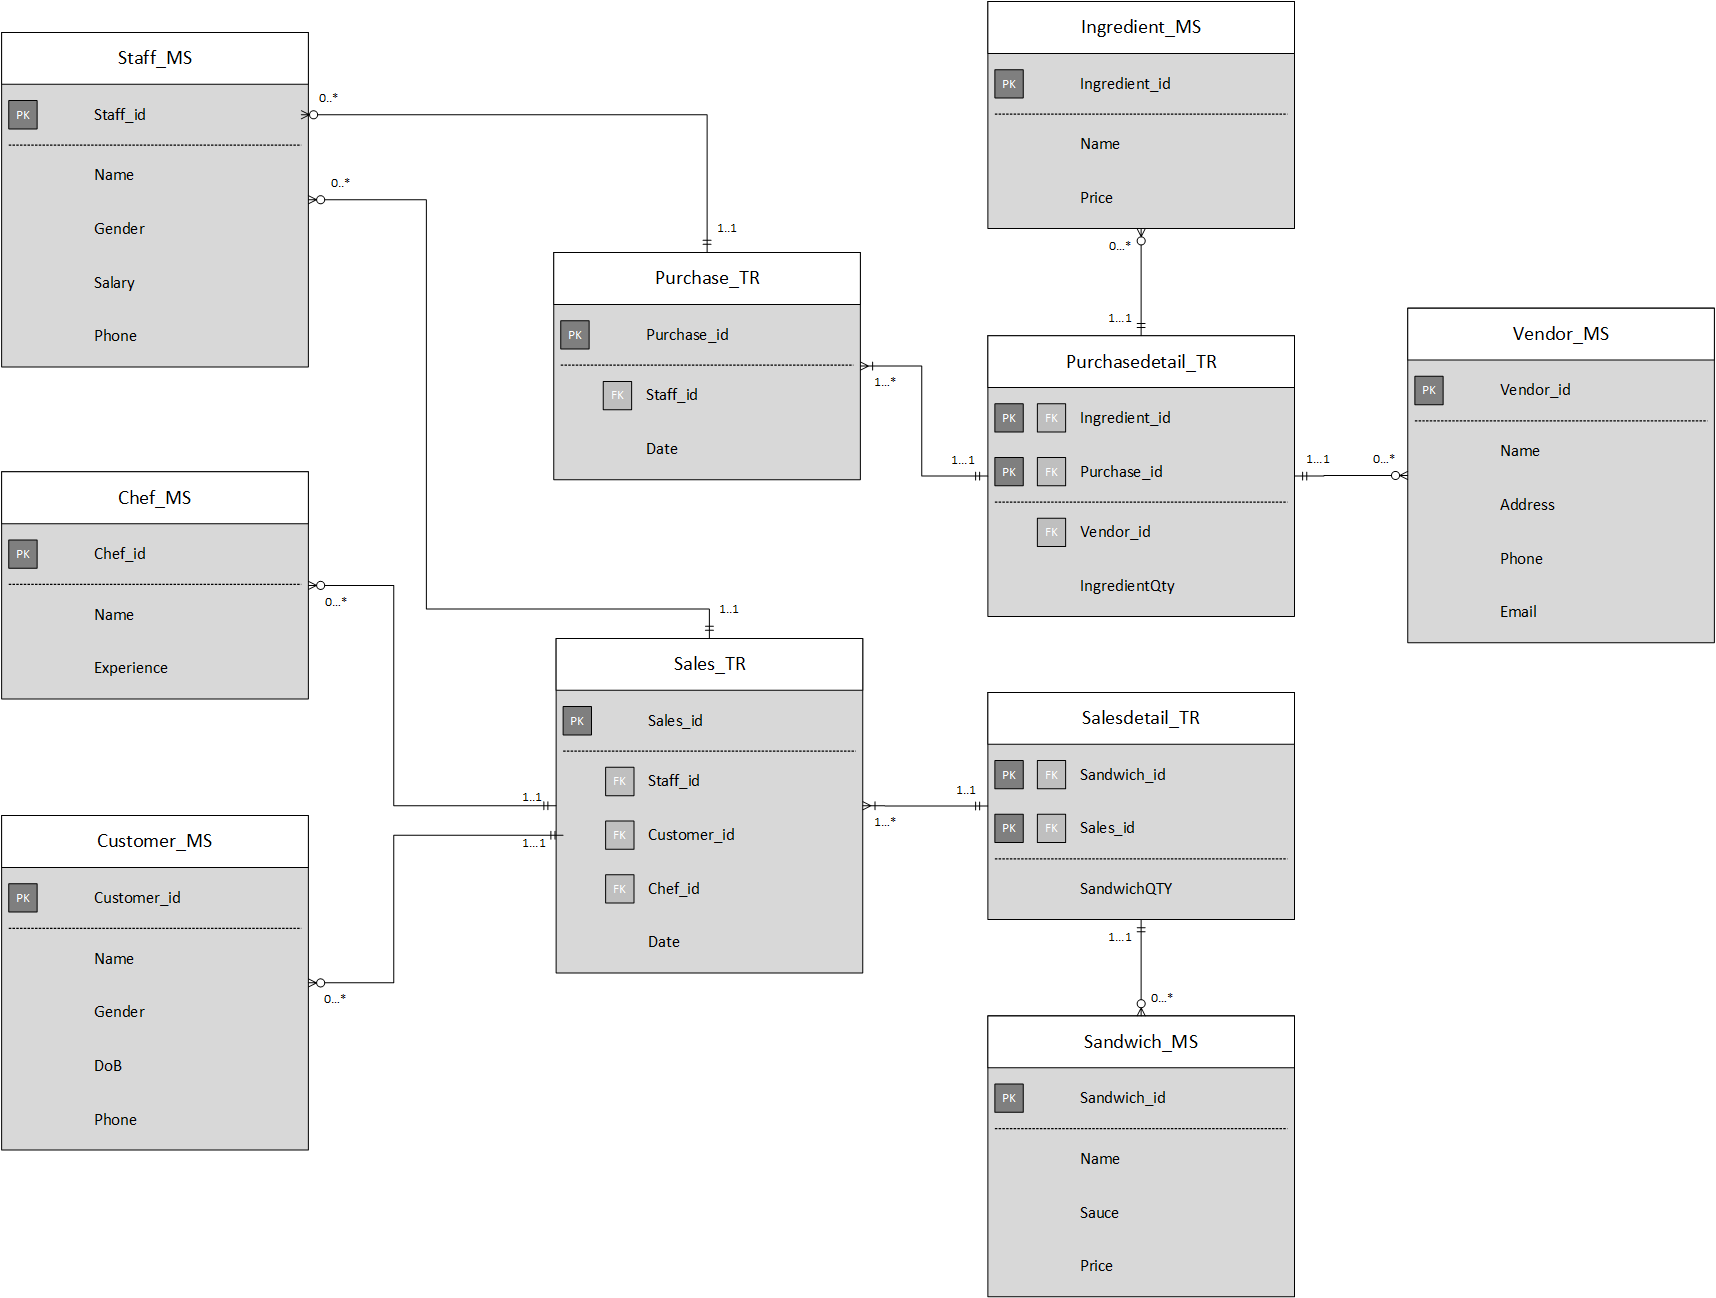 Staff_MS
PK Staff_id
Name
Gender
Salary
Phone
0..*
0..*
1..1
Purchase_TR
PK Purchase_id
FK Staff_id
Date
1...*
1...1
Ingredient_MS
PK Ingredient_id
Name
Price
0...*
1...1
Purchasedetail_TR
PK FK Ingredient_id
PK FK Purchase_id
FK Vendor_id
IngredientQty
1...1
0...*
Vendor_MS
PK Vendor_id
Name
Address
Phone
Email
Chef_MS
PK Chef_id
Name
Experience
0...*
1..1
1..1
1...1
Sales_TR
PK Sales_id
FK Staff_id
FK Customer_id
FK Chef_id
Date
1...*
1..1
Salesdetail_TR
PK FK Sandwich_id
PK FK Sales_id
SandwichQTY
1...1
0...*
Customer_MS
PK Customer_id
Name
Gender
DoB
Phone
0...*
Sandwich_MS
PK Sandwich_id
Name
Sauce
Price